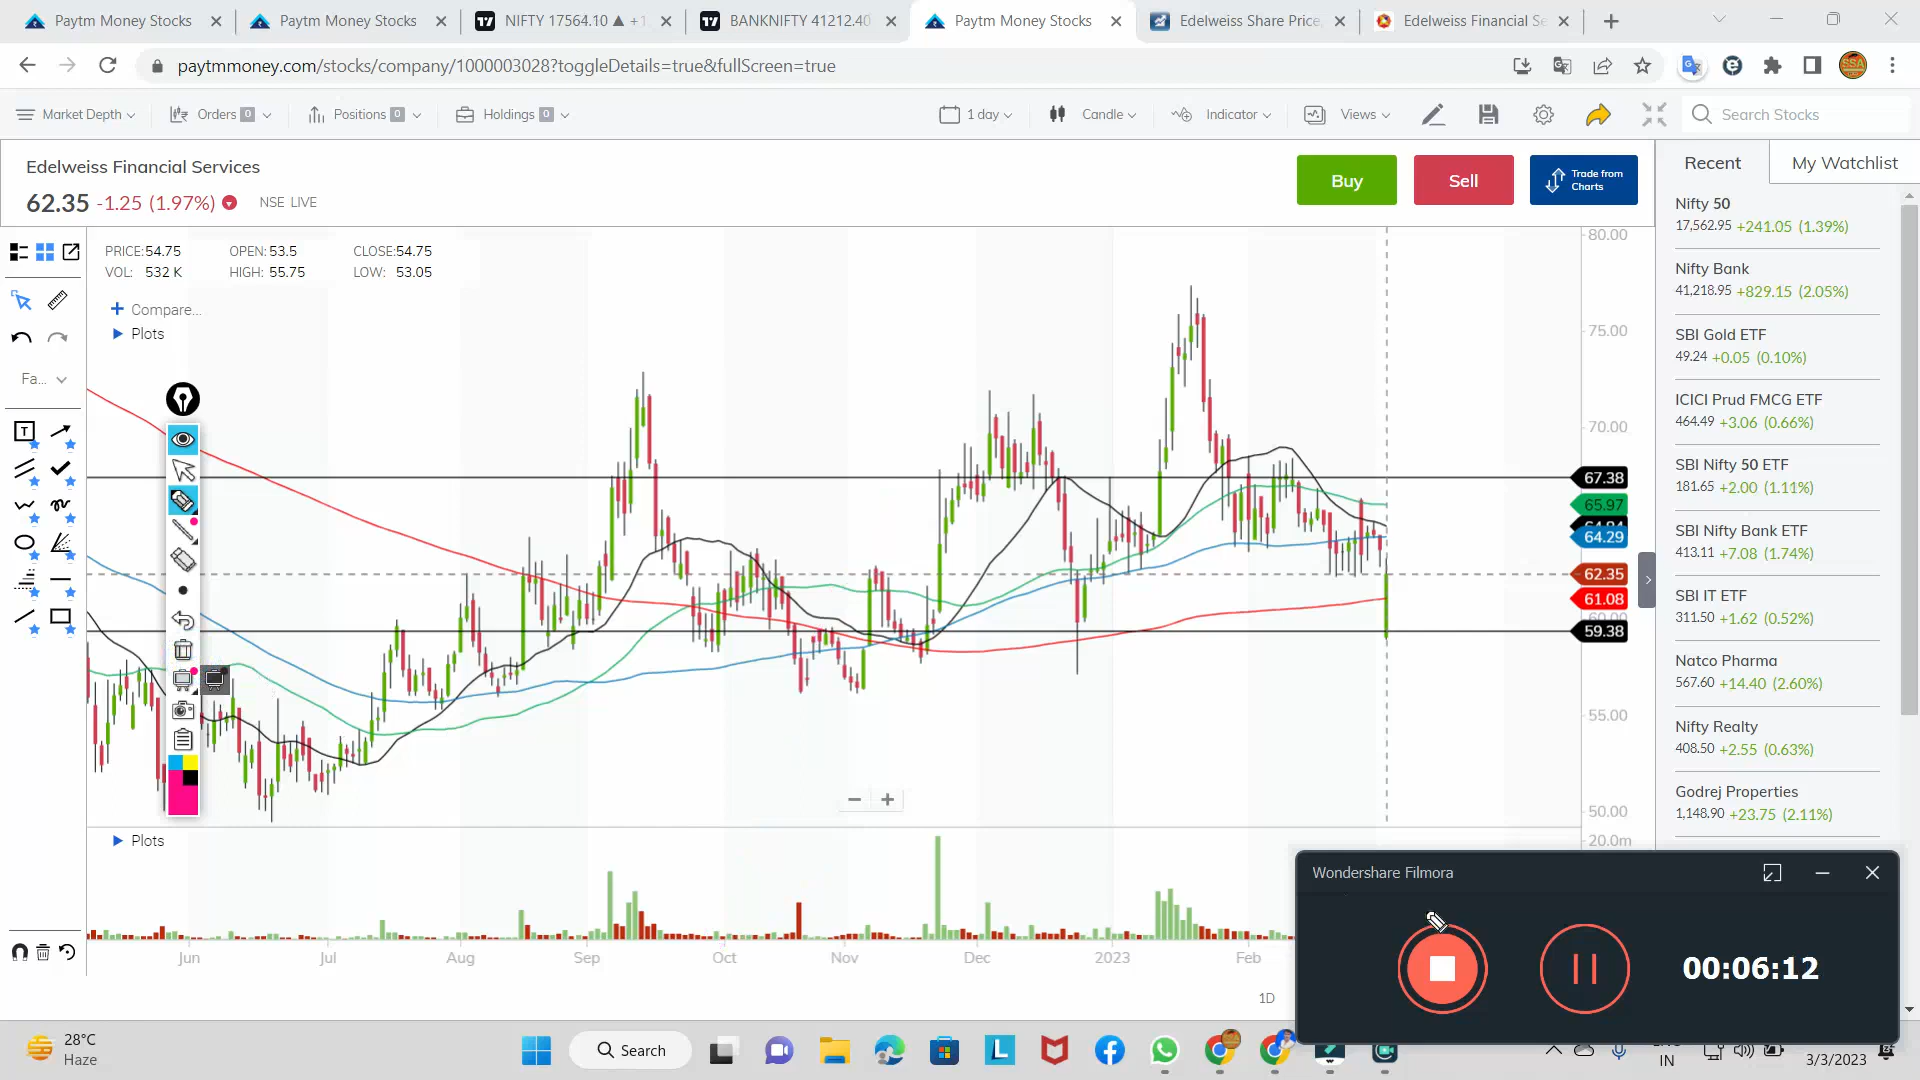 Paytm Money Stocks
Paytm Money Stocks
NIFTY 17564.10 ▲ +1.
BANKNIFTY 41212.40
Paytm Money Stocks
Edelweiss Share Price,
Edelweiss Financial Se
paytmmoney.com/stocks/company/1000003028?toggleDetails=true&fullScreen=true
SSA
Market Depth
Orders 0
Positions 0
Holdings 0
1 day
Candle
Indicator
Views
Search Stocks
Edelweiss Financial Services
62.35 -1.25 (1.97%)
NSE LIVE
Buy
Sell
Trade from
Charts
Recent
My Watchlist
PRICE:54.75 OPEN: 53.5 CLOSE:54.75
VOL: 532 K HIGH: 55.75 LOW: 53.05
Compare...
Plots
Fa...
T
80.00
75.00
70.00
67.38
65.97
64.29
62.35
61.08
60.00
59.38
55.00
50.00
20.0m
Plots
Jun
Jul
Aug
Sep
Oct
Nov
Dec
2023
Feb
1D
Nifty 50
17,562.95 +241.05 (1.39%)
Nifty Bank
41,218.95 +829.15 (2.05%)
SBI Gold ETF
49.24 +0.05 (0.10%)
ICICI Prud FMCG ETF
464.49 +3.06 (0.66%)
SBI Nifty 50 ETF
181.65 +2.00 (1.11%)
SBI Nifty Bank ETF
413.11 +7.08 (1.74%)
SBI IT ETF
311.50 +1.62 (0.52%)
Natco Pharma
567.60 +14.40 (2.60%)
Nifty Realty
408.50 +2.55 (0.63%)
Godrej Properties
1,148.90 +23.75 (2.11%)
Wondershare Filmora
00:06:12
28°C
Haze
Search
L
IN
3/3/2023